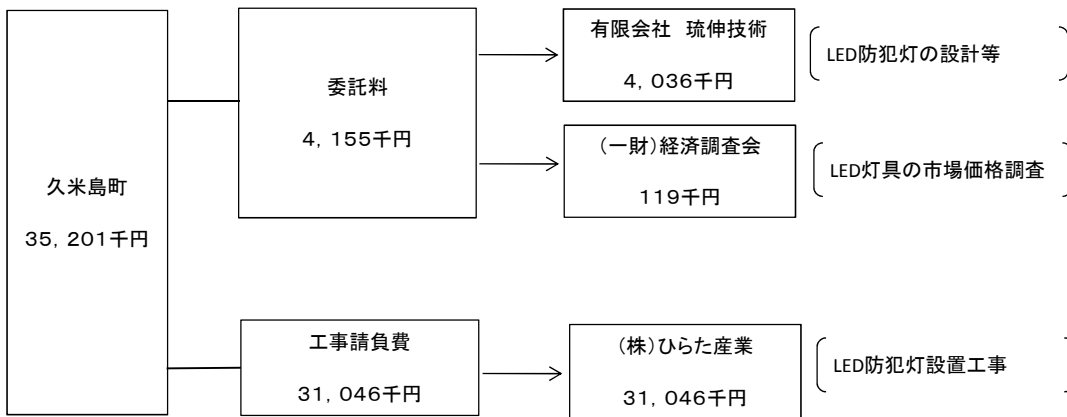 久米島町
35,201千円
委託料
4,155千円
有限会社　琉伸技術
4,036千円
LED防犯灯の設計等
(一財)経済調査会
119千円
LED灯具の市場価格調査
工事請負費
31,046千円
(株)ひらた産業
31,046千円
LED防犯灯設置工事